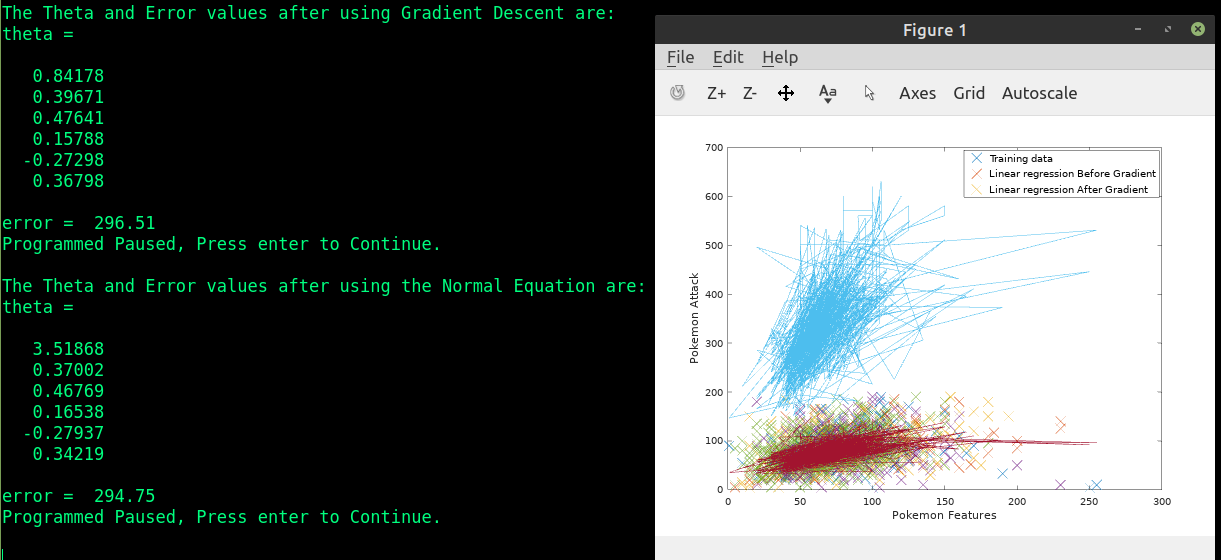 The Theta and Error values after using Gradient Descent are:
theta =
0.84178
0.39671
0.47641
0.15788
-0.27298
0.36798
error =  296.51
Programmed Paused, Press enter to Continue.
The Theta and Error values after using the Normal Equation are:
theta =
3.51868
0.37002
0.46769
0.16538
-0.27937
0.34219
error =  294.75
Programmed Paused, Press enter to Continue.
Figure 1
File Edit Help
Z+ Z- Aa Axes Grid Autoscale
Training data
Linear regression Before Gradient
Linear regression After Gradient
700
600
500
400
300
200
100
0
Pokemon Attack
0 50 100 150 200 250 300
Pokemon Features